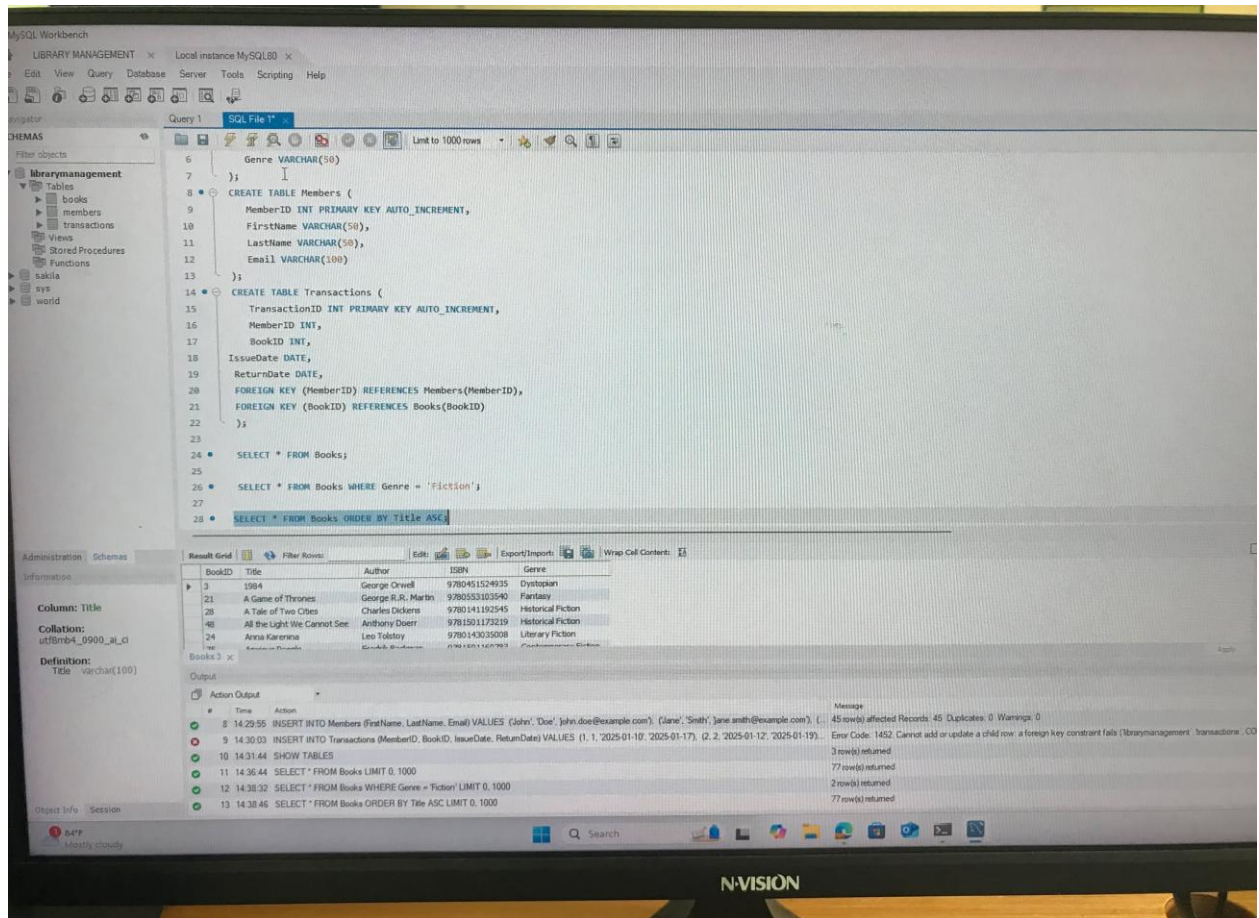 MySQL Workbench
LIBRARY MANAGEMENT × Local instance MySQL80 ×
Edit View Query Database Server Tools Scripting Help
Query 1 SQL File 1* ×
SCHEMAS
Limit to 1000 rows
Filter objects
librarymanagement
Tables
books
members
transactions
Views
Stored Procedures
Functions
sakila
sys
world
6 Genre VARCHAR(50)
7 );
8 CREATE TABLE Members (
9 MemberID INT PRIMARY KEY AUTO_INCREMENT,
10 FirstName VARCHAR(50),
11 LastName VARCHAR(50),
12 Email VARCHAR(100)
13 );
14 CREATE TABLE Transactions (
15 TransactionID INT PRIMARY KEY AUTO_INCREMENT,
16 MemberID INT,
17 BookID INT,
18 IssueDate DATE,
19 ReturnDate DATE,
20 FOREIGN KEY (MemberID) REFERENCES Members(MemberID),
21 FOREIGN KEY (BookID) REFERENCES Books(BookID)
22 );
23
24 SELECT * FROM Books;
25
26 SELECT * FROM Books WHERE Genre = 'Fiction';
27
28 SELECT * FROM Books ORDER BY Title ASC;
Administration Schemas
Information
Column: Title
Collation:
utf8mb4_0900_ai_ci
Definition:
Title varchar(100)
Object Info Session
Result Grid Filter Rows: Edit: Export/Import: Wrap Cell Content:
BookID Title Author ISBN Genre
3 1984 George Orwell 9780451524935 Dystopian
21 A Game of Thrones George R.R. Martin 9780553103540 Fantasy
28 A Tale of Two Cities Charles Dickens 9780141192545 Historical Fiction
48 All the Light We Cannot See Anthony Doerr 9781501173219 Historical Fiction
24 Anna Karenina Leo Tolstoy 9780143035008 Literary Fiction
Books 3 ×
Apply
Output
Action Output
# Time Action Message
8 14:29:55 INSERT INTO Members (FirstName, LastName, Email) VALUES ('John', 'Doe', 'john.doe@example.com'), ('Jane', 'Smith', 'jane.smith@example.com'), (... 45 row(s) affected Records: 45 Duplicates: 0 Warnings: 0
9 14:30:03 INSERT INTO Transactions (MemberID, BookID, IssueDate, ReturnDate) VALUES (1, 1, '2025-01-10', '2025-01-17'), (2, 2, '2025-01-12', '2025-01-19')... Error Code: 1452. Cannot add or update a child row: a foreign key constraint fails (`librarymanagement`.`transactions`, CO
10 14:31:44 SHOW TABLES 3 row(s) returned
11 14:36:44 SELECT * FROM Books LIMIT 0, 1000 77 row(s) returned
12 14:38:32 SELECT * FROM Books WHERE Genre = 'Fiction' LIMIT 0, 1000 2 row(s) returned
13 14:38:46 SELECT * FROM Books ORDER BY Title ASC LIMIT 0, 1000 77 row(s) returned
1
84°F
Mostly cloudy
Search
N·VISION